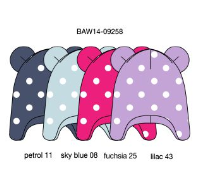 BAW14-09258
petrol 11 sky blue 08 fuchsia 25 lilac 43